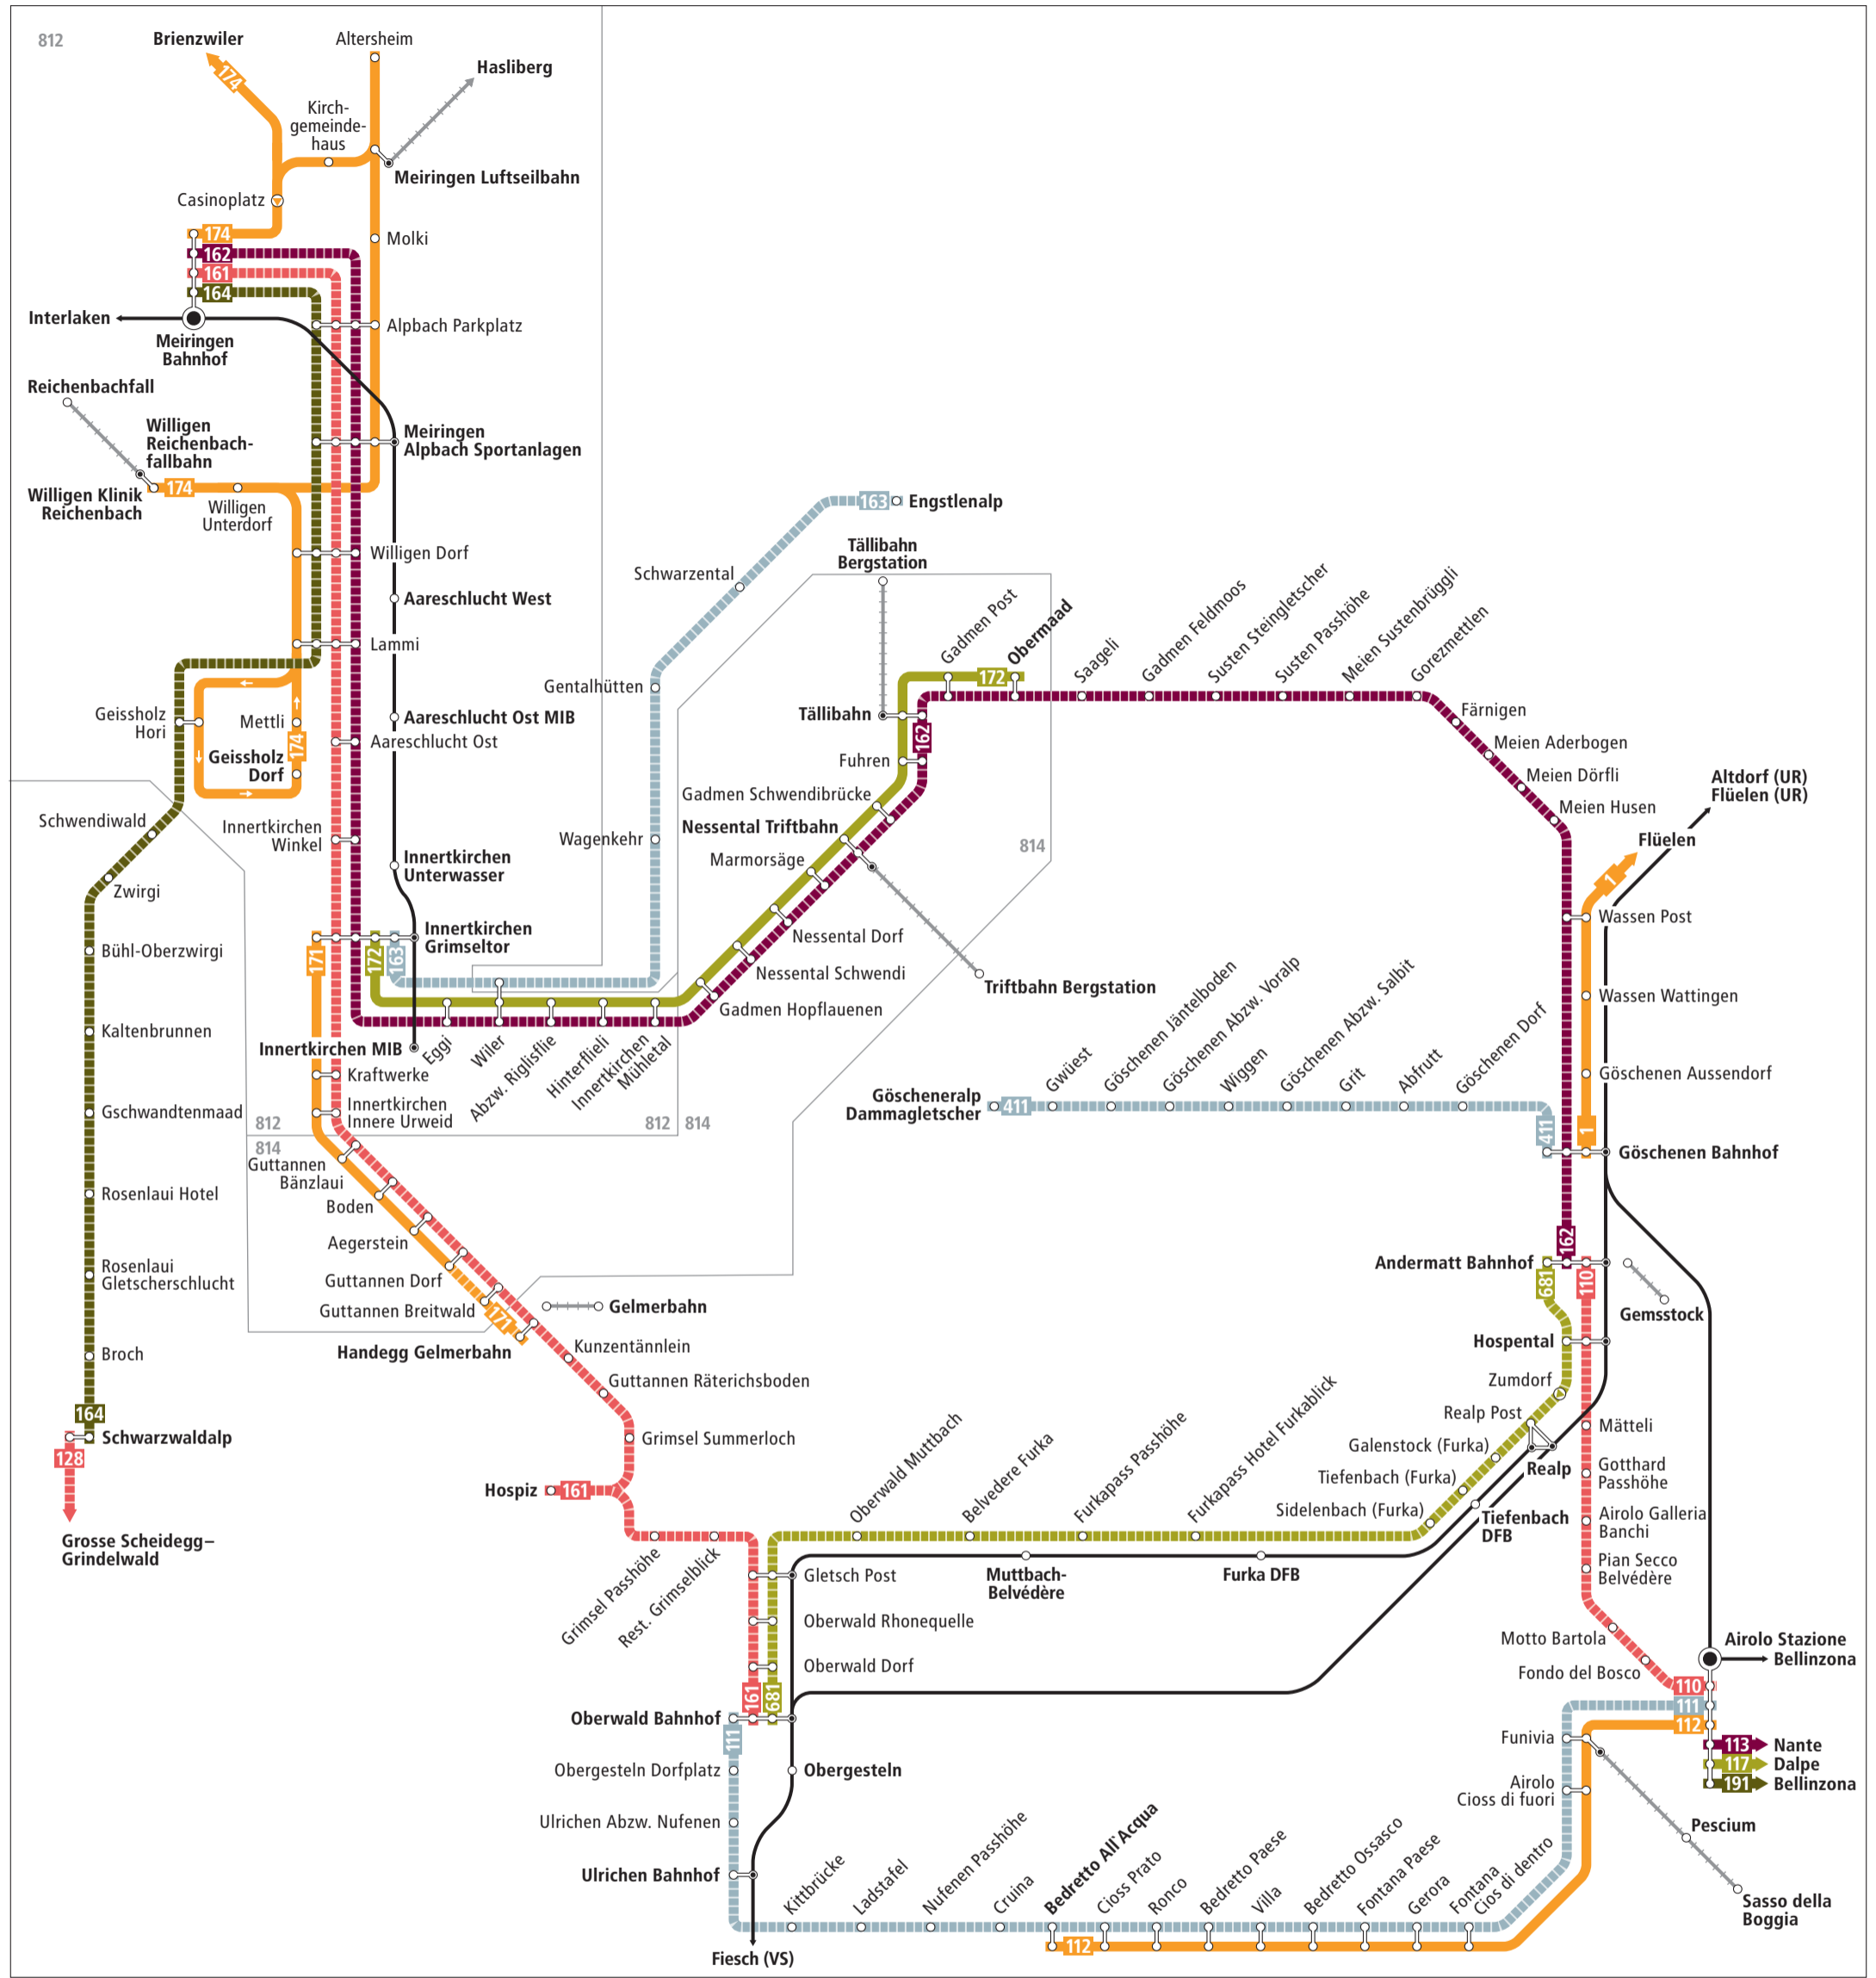 812
Brienzwiler
174
Altersheim
Hasliberg
Kirch-
gemeinde-
haus
Meiringen Luftseilbahn
Casinoplatz
174
162
161
164
Molki
Interlaken
Meiringen
Bahnhof
Alpbach Parkplatz
Reichenbachfall
Willigen
Reichenbach-
fallbahn
Willigen Klinik
Reichenbach
174
Willigen
Unterdorf
Meiringen
Alpbach Sportanlagen
Willigen Dorf
Aareschlucht West
Lammi
Geissholz
Hori
Mettli
174
Geissholz
Dorf
Aareschlucht Ost MIB
Aareschlucht Ost
Schwendiwald
Innertkirchen
Winkel
Innertkirchen
Unterwasser
Zwirgi
Bühl-Oberzwirgi
Kaltenbrunnen
Gschwandtenmaad
Rosenlaui Hotel
Rosenlaui
Gletscherschlucht
Broch
164
Schwarzwaldalp
128
Grosse Scheidegg–
Grindelwald
171
172
163
Innertkirchen
Grimseltor
Innertkirchen MIB
Kraftwerke
Innertkirchen
Innere Urweid
812
814
812
814
Guttannen
Bänzlaui
Boden
Aegerstein
Guttannen Dorf
Guttannen Breitwald
171
Handegg Gelmerbahn
Gelmerbahn
Kunzentännlein
Guttannen Räterichsboden
Grimsel Summerloch
Hospiz
161
Grimsel Passhöhe
Rest. Grimselblick
163
Engstlenalp
Schwarzental
Gentalhütten
Wagenkehr
Eggi
Wiler
Abzw. Riglisflie
Hinterflieli
Innertkirchen
Mühletal
Gadmen Hopflauenen
Nessental Schwendi
Nessental Dorf
Marmorsäge
Nessental Triftbahn
Gadmen Schwendibrücke
Fuhren
Tällibahn
Tällibahn
Bergstation
162
814
Triftbahn Bergstation
Gadmen Post
172
Obermaad
Saageli
Gadmen Feldmoos
Susten Steingletscher
Susten Passhöhe
Meien Sustenbrüggli
Gorezmettlen
Färnigen
Meien Aderbogen
Meien Dörfli
Meien Husen
Altdorf (UR)
Flüelen (UR)
Flüelen
1
Wassen Post
Wassen Wattingen
Göschenen Aussendorf
1
Göscheneralp
Dammagletscher
411
Gwüest
Göschenen Jäntelboden
Göschenen Abzw. Voralp
Wiggen
Göschenen Abzw. Salbit
Grit
Abfrutt
Göschenen Dorf
411
Göschenen Bahnhof
162
Andermatt Bahnhof
681
110
Gemsstock
Hospental
Zumdorf
Realp Post
Galenstock (Furka)
Realp
Tiefenbach (Furka)
Sidelenbach (Furka)
Tiefenbach
DFB
Mätteli
Gotthard
Passhöhe
Airolo Galleria
Banchi
Pian Secco
Belvédère
Motto Bartola
Fondo del Bosco
Oberwald Muttbach
Belvedere Furka
Furkapass Passhöhe
Furkapass Hotel Furkablick
Muttbach-
Belvédère
Furka DFB
Gletsch Post
Oberwald Rhonequelle
Oberwald Dorf
161
681
Oberwald Bahnhof
111
Obergesteln Dorfplatz
Obergesteln
Ulrichen Abzw. Nufenen
Ulrichen Bahnhof
Fiesch (VS)
Kittbrücke
Ladstafel
Nufenen Passhöhe
Cruina
Bedretto All`Acqua
112
Cioss Prato
Ronco
Bedretto Paese
Villa
Bedretto Ossasco
Fontana Paese
Gerora
Fontana
Cios di dentro
Airolo
Cioss di fuori
Funivia
Airolo Stazione
Bellinzona
110
111
112
113
Nante
117
Dalpe
191
Bellinzona
Pescium
Sasso della
Boggia